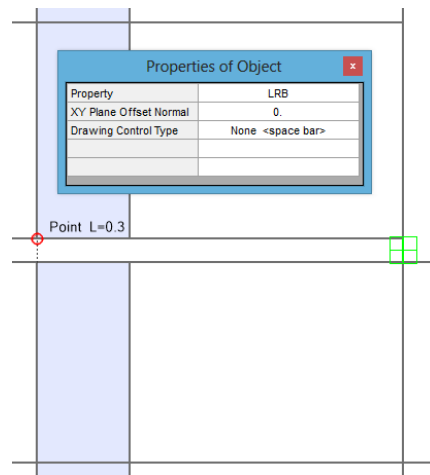 Properties of Object
x
Property LRB
XY Plane Offset Normal 0.
Drawing Control Type None <space bar>
Point L=0.3